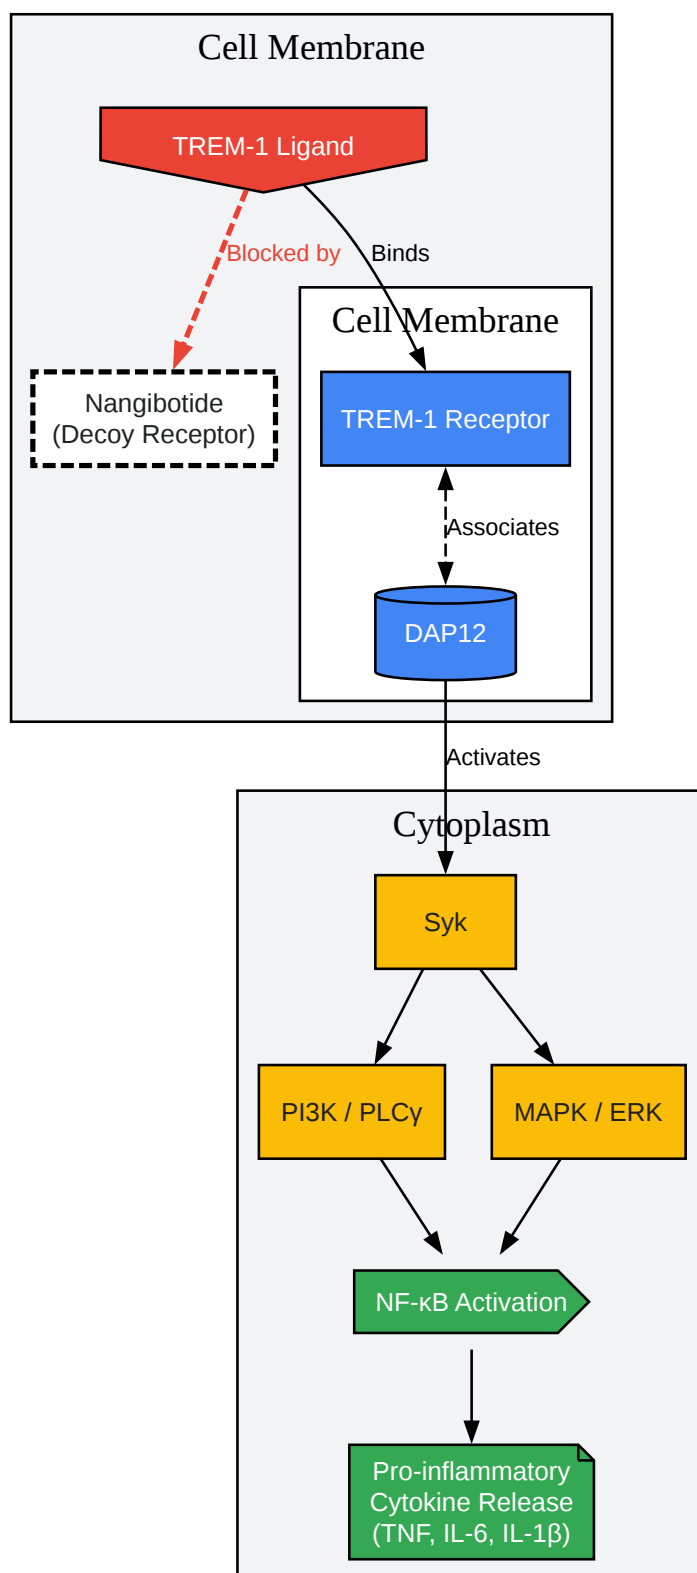 Cell Membrane
TREM-1 Ligand
Blocked by
Binds
Cell Membrane
Nangibotide
(Decoy Receptor)
TREM-1 Receptor
Associates
DAP12
Activates
Cytoplasm
Syk
PI3K / PLCγ
MAPK / ERK
NF-κB Activation
Pro-inflammatory
Cytokine Release
(TNF, IL-6, IL-1β)